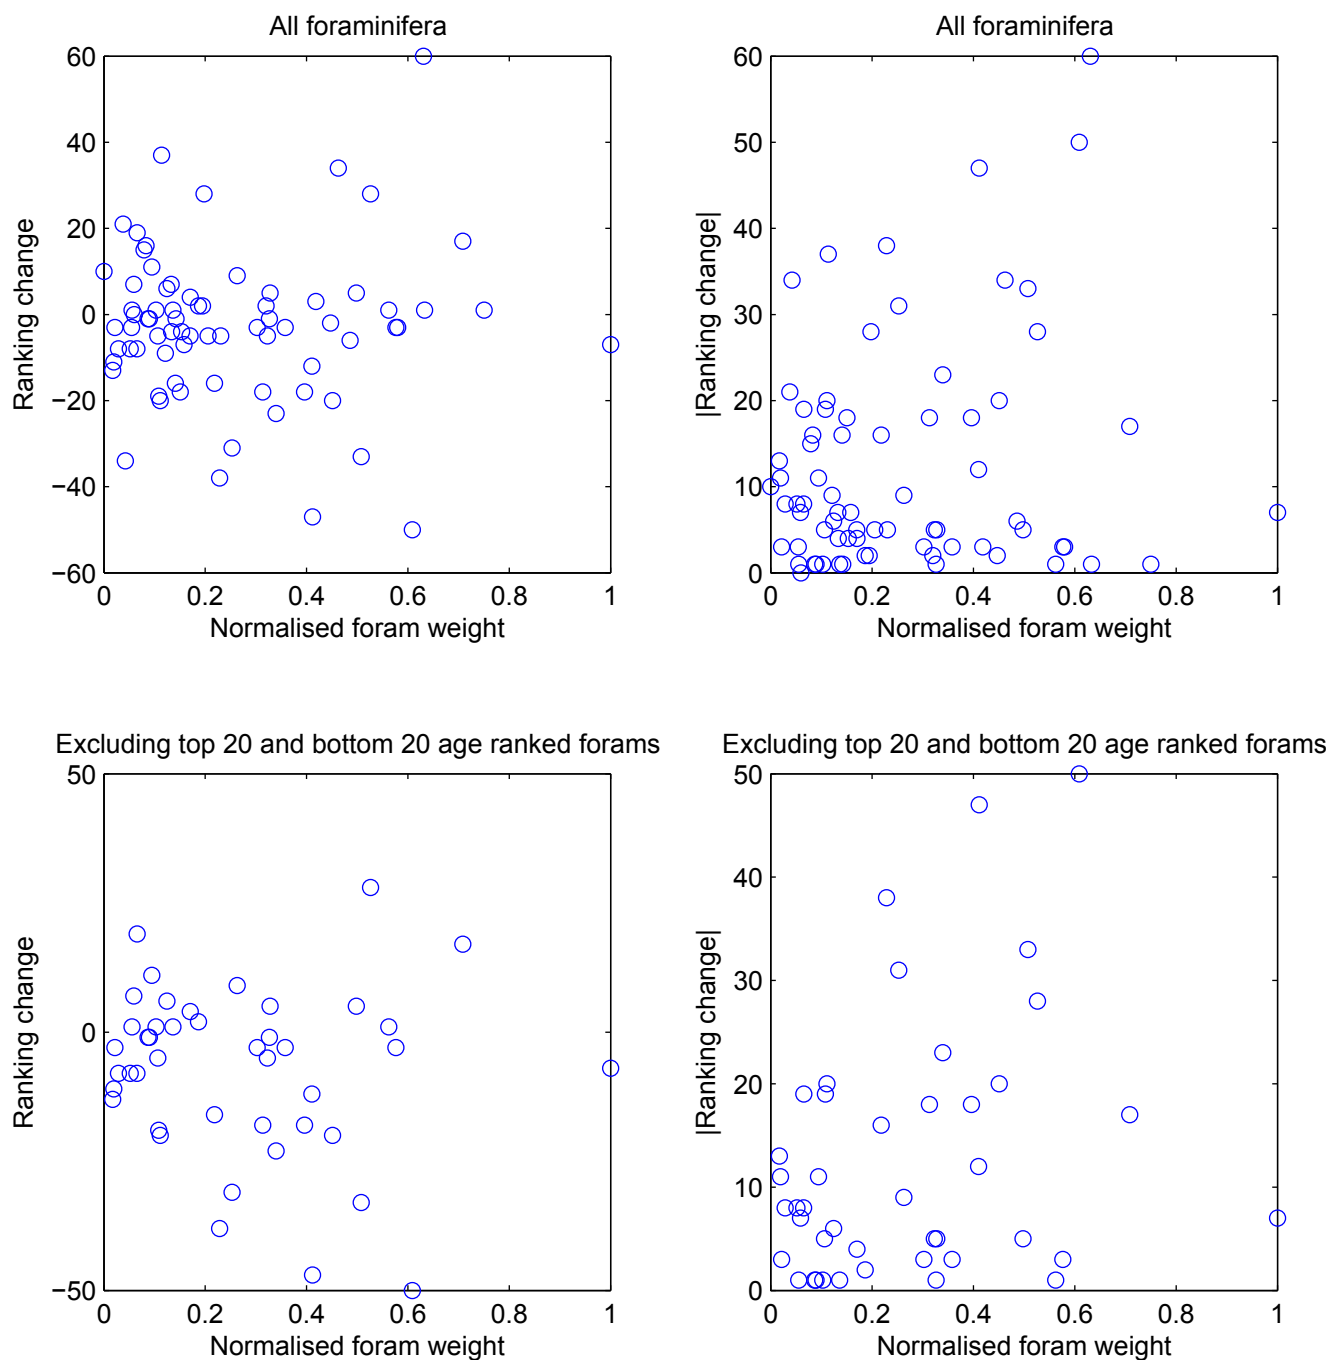 All foraminifera
60
40
20
0
−20
−40
−60
Ranking change
0 0.2 0.4 0.6 0.8 1
Normalised foram weight
All foraminifera
60
50
40
30
20
10
0
|Ranking change|
0 0.2 0.4 0.6 0.8 1
Normalised foram weight
Excluding top 20 and bottom 20 age ranked forams
50
0
−50
Ranking change
0 0.2 0.4 0.6 0.8 1
Normalised foram weight
Excluding top 20 and bottom 20 age ranked forams
50
40
30
20
10
0
|Ranking change|
0 0.2 0.4 0.6 0.8 1
Normalised foram weight